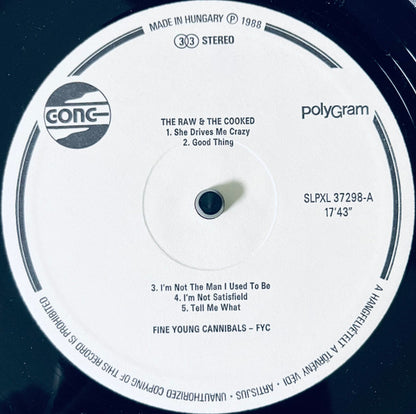 MADE IN HUNGARY Ⓟ 1988
33 STEREO
GONG
polyGram
THE RAW & THE COOKED
1. She Drives Me Crazy
2. Good Thing
SLPXL 37298-A
17'43"
3. I'm Not The Man I Used To Be
4. I'm Not Satisfield
5. Tell Me What
FINE YOUNG CANNIBALS – FYC
A HANGFELVÉTELT A TÖRVÉNY VÉDI • ARTISJUS • UNAUTHORIZED COPYING OF THIS RECORD IS PROHIBITED